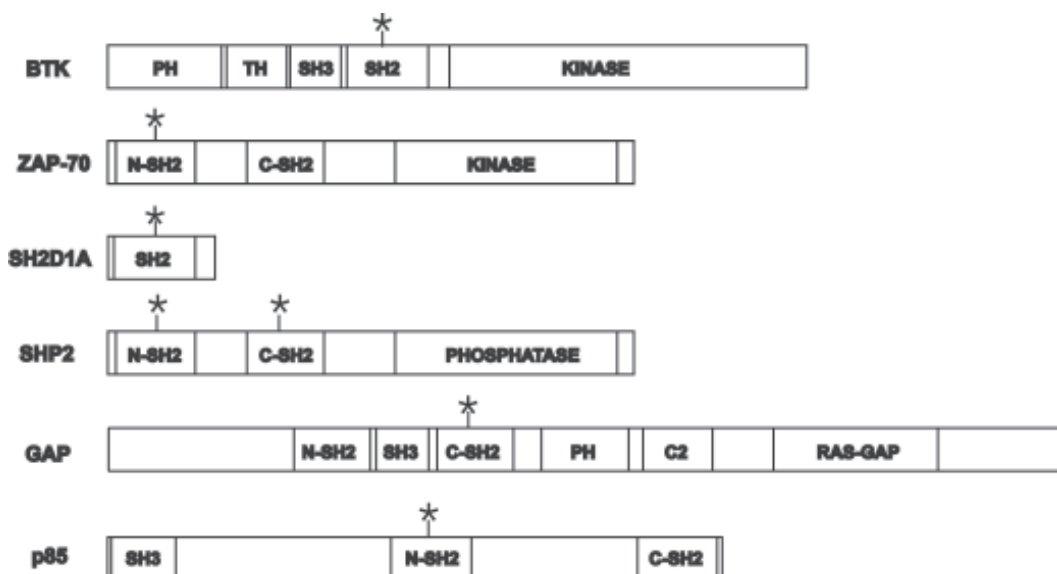 *
BTK PH TH SH3 SH2 KINASE
*
ZAP-70 N-SH2 C-SH2 KINASE
*
SH2D1A SH2
* *
SHP2 N-SH2 C-SH2 PHOSPHATASE
*
GAP N-SH2 SH3 C-SH2 PH C2 RAS-GAP
*
p85 SH3 N-SH2 C-SH2